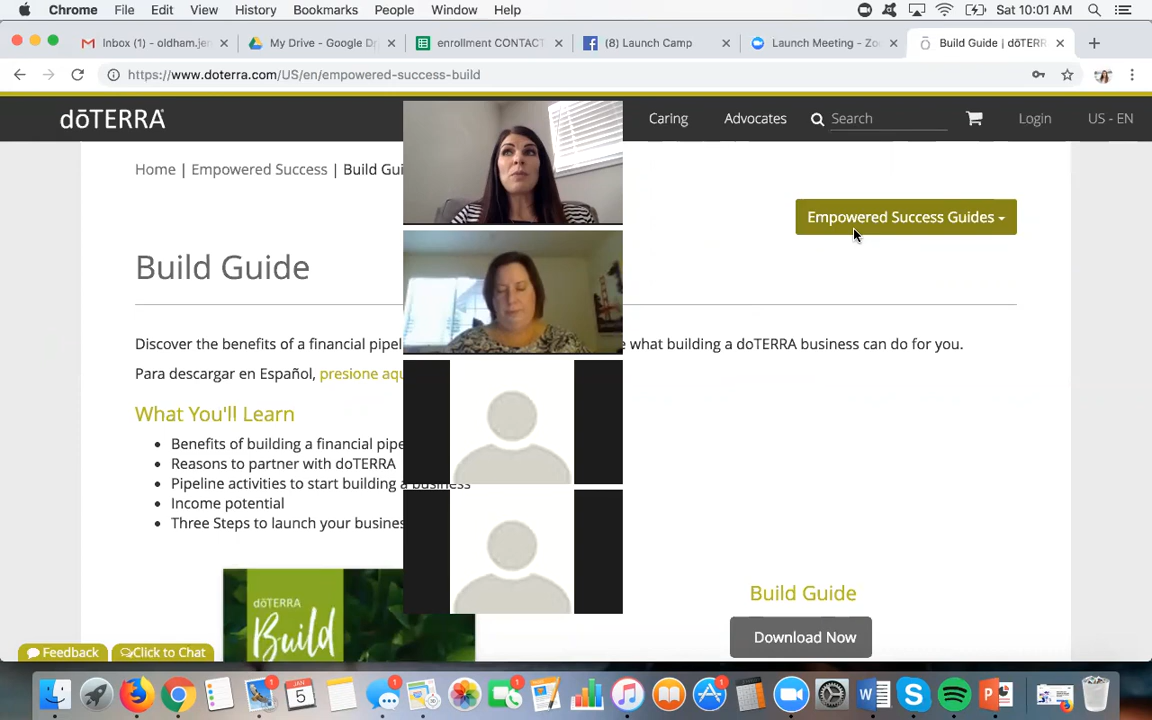 Chrome File Edit View History Bookmarks People Window Help Sat 10:01 AM
Inbox (1) - oldham.jen My Drive - Google D enrollment CONTACT (8) Launch Camp Launch Meeting - Zo Build Guide | dōTERR
https://www.doterra.com/US/en/empowered-success-build
dōTERRA Caring Advocates Search Login US - EN
Home | Empowered Success | Build Gui
Empowered Success Guides
Build Guide
Discover the benefits of a financial pipel e what building a doTERRA business can do for you.
Para descargar en Español, presione aqu
What You'll Learn
• Benefits of building a financial pipe
• Reasons to partner with doTERRA
• Pipeline activities to start building a business
• Income potential
• Three Steps to launch your busines
dōTERRA
Build
Build Guide
Download Now
Feedback Click to Chat